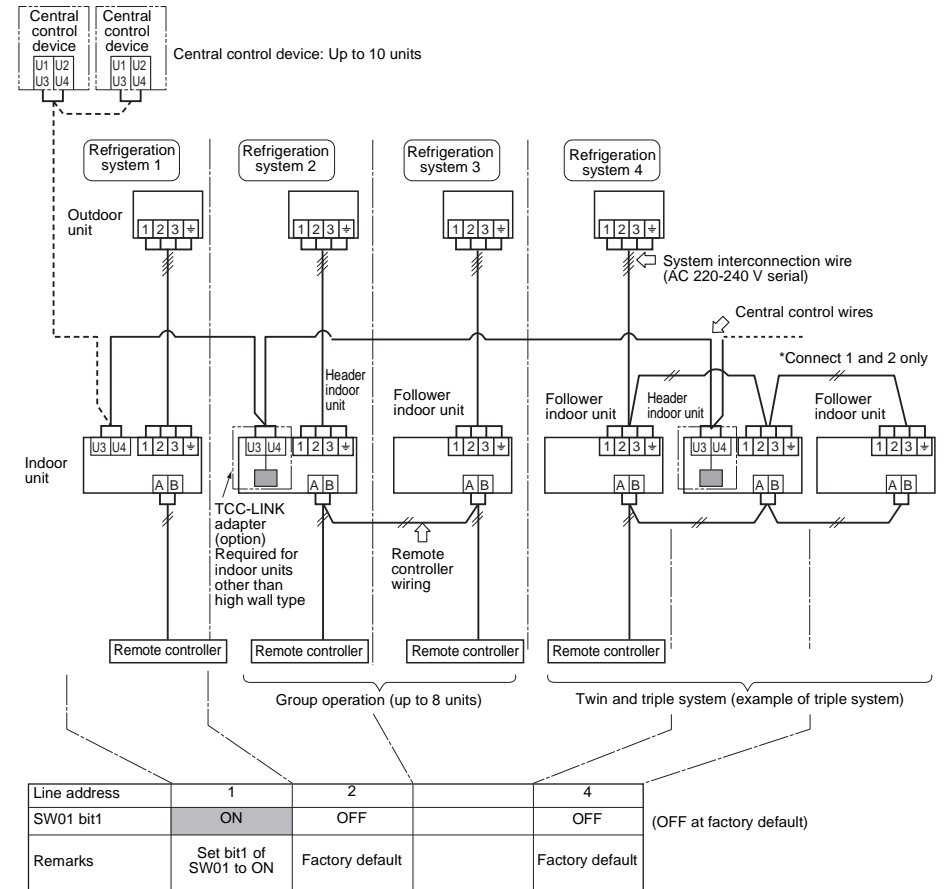 Central control device
Central control device
U1 U2
U3 U4
U1 U2
U3 U4
Central control device: Up to 10 units
Refrigeration
system 1
Refrigeration
system 2
Refrigeration
system 3
Refrigeration
system 4
Outdoor
unit
1 2 3 ⏚
1 2 3 ⏚
1 2 3 ⏚
1 2 3 ⏚
System interconnection wire
(AC 220-240 V serial)
Central control wires
*Connect 1 and 2 only
Header
indoor
unit
Follower
indoor unit
Follower
indoor unit
Header
indoor unit
Follower
indoor unit
Indoor
unit
U3 U4
1 2 3 ⏚
A B
U3 U4
1 2 3 ⏚
A B
1 2 3 ⏚
A B
1 2 3 ⏚
A B
U3 U4
1 2 3 ⏚
A B
1 2 3 ⏚
A B
TCC-LINK
adapter
(option)
Required for
indoor units
other than
high wall type
Remote
controller
wiring
Remote controller
Remote controller
Remote controller
Remote controller
Group operation (up to 8 units)
Twin and triple system (example of triple system)
Line address 1 2 4
SW01 bit1 ON OFF OFF
(OFF at factory default)
Remarks
Set bit1 of
SW01 to ON
Factory default
Factory default